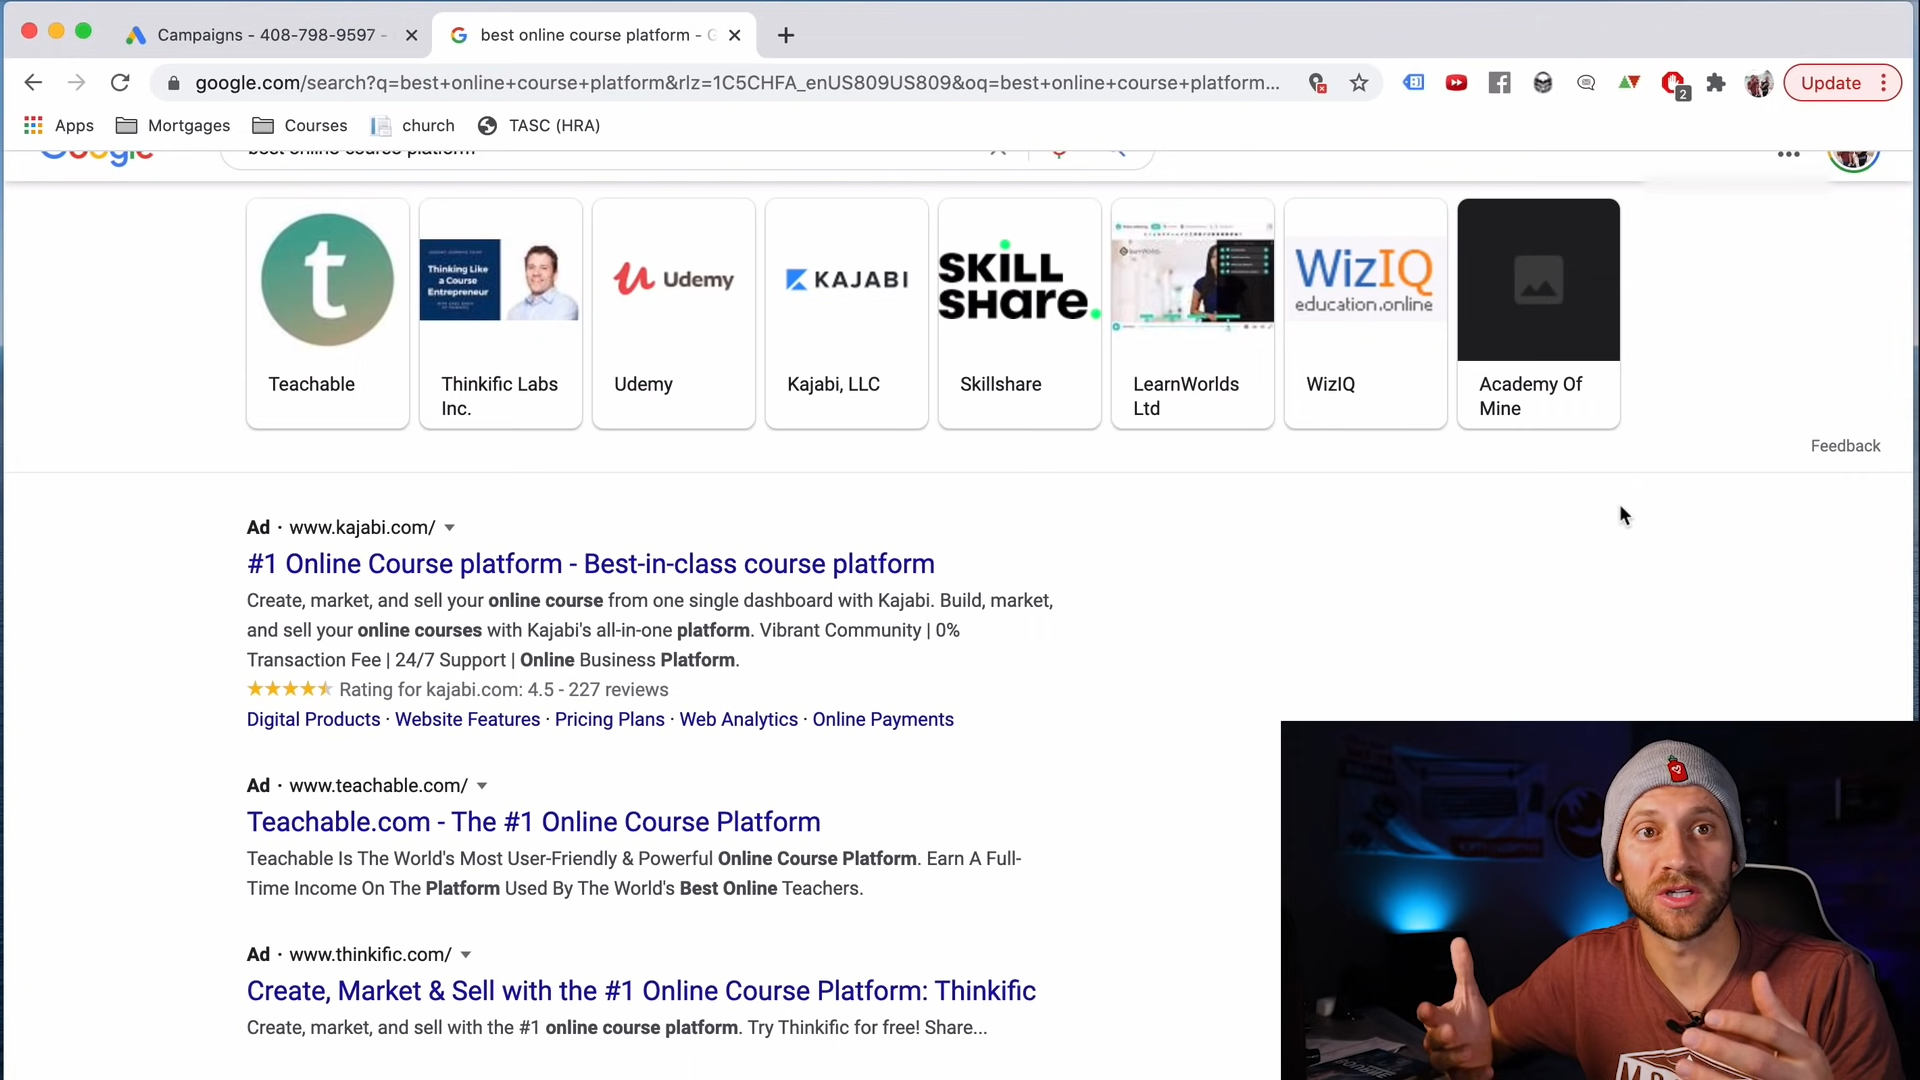 Campaigns - 408-798-9597 -
best online course platform - G
google.com/search?q=best+online+course+platform&rlz=1C5CHFA_enUS809US809&oq=best+online+course+platform...
2
Update
Apps
Mortgages
Courses
church
TASC (HRA)
Google
best online course platform
t
Thinking Like
a Course
Entrepreneur
Udemy
KAJABI
SKILL
SHare.
WizIQ
education.online
Teachable
Thinkific Labs
Inc.
Udemy
Kajabi, LLC
Skillshare
LearnWorlds
Ltd
WizIQ
Academy Of
Mine
Feedback
Ad · www.kajabi.com/
#1 Online Course platform - Best-in-class course platform
Create, market, and sell your online course from one single dashboard with Kajabi. Build, market,
and sell your online courses with Kajabi's all-in-one platform. Vibrant Community | 0%
Transaction Fee | 24/7 Support | Online Business Platform.
Rating for kajabi.com: 4.5 - 227 reviews
Digital Products · Website Features · Pricing Plans · Web Analytics · Online Payments
Ad · www.teachable.com/
Teachable.com - The #1 Online Course Platform
Teachable Is The World's Most User-Friendly & Powerful Online Course Platform. Earn A Full-
Time Income On The Platform Used By The World's Best Online Teachers.
Ad · www.thinkific.com/
Create, Market & Sell with the #1 Online Course Platform: Thinkific
Create, market, and sell with the #1 online course platform. Try Thinkific for free! Share...